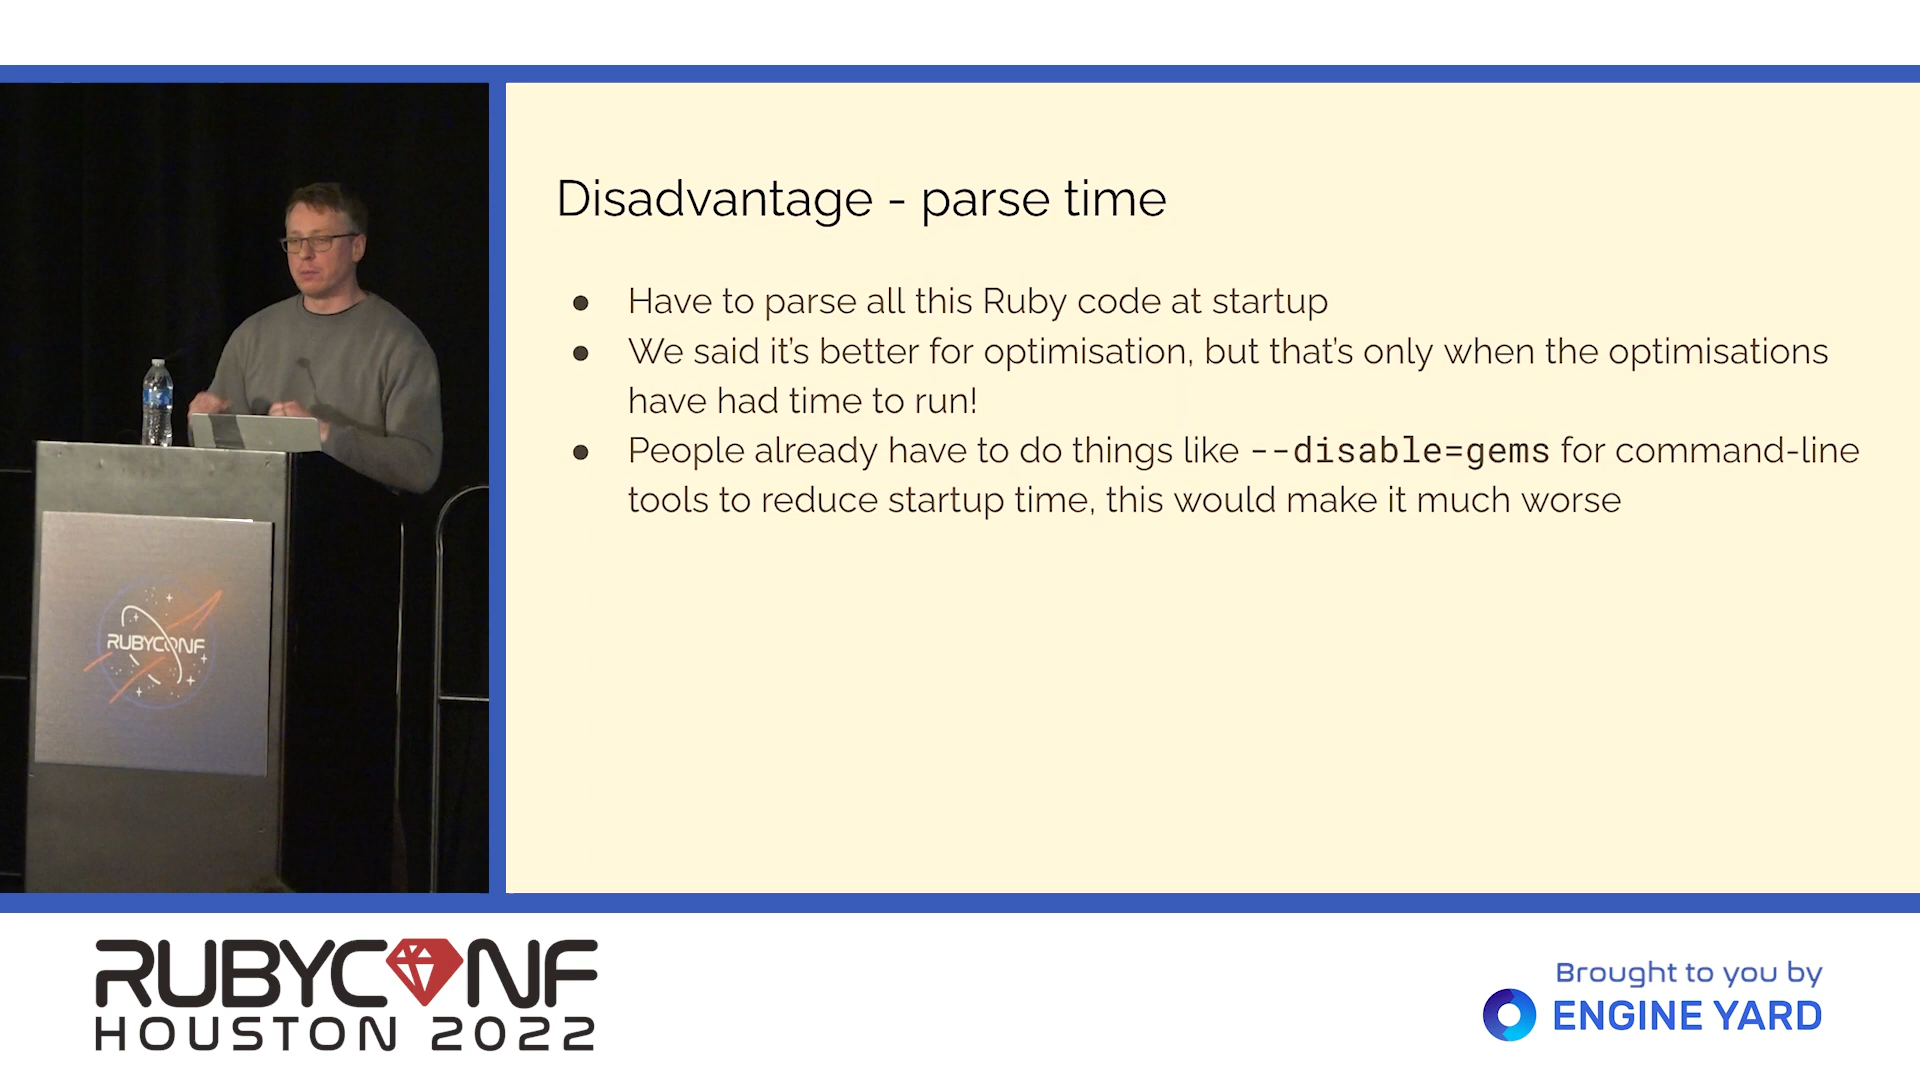 Disadvantage - parse time
● Have to parse all this Ruby code at startup
● We said it's better for optimisation, but that's only when the optimisations
have had time to run!
● People already have to do things like --disable=gems for command-line
tools to reduce startup time, this would make it much worse
RUBYCONF
RUBYCONF
HOUSTON 2022
Brought to you by
ENGINE YARD